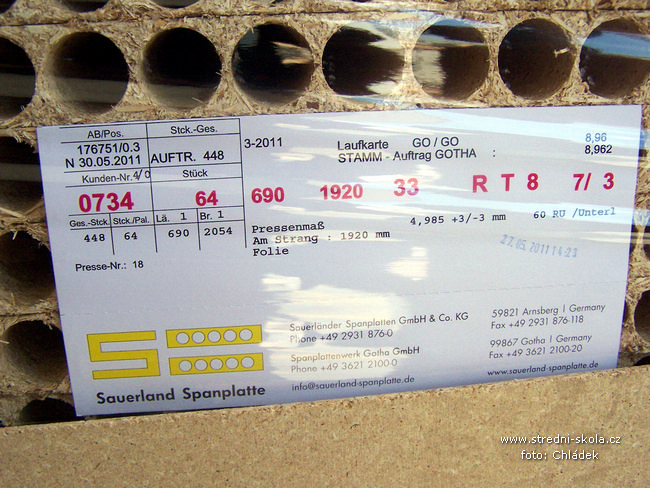 AB/Pos. Stck.-Ges. 3-2011 Laufkarte GO / GO 8,96
176751/0.3 STAMM - Auftrag GOTHA : 8,962
N 30.05.2011 AUFTR. 448
Kunden-Nr. 4/0 Stück
0734 64 690 1920 33 R T 8 7/ 3
Ges.-Stck. Stck./Pal. Lä. 1 Br. 1 4,985 +3/-3 mm 60 RU /Unterl
448 64 690 2054 Pressenmaß
Am Strang : 1920 mm
Folie
27.05.2011 14:23
Presse-Nr.: 18
Sauerland Spanplatte
Sauerländer Spanplatten GmbH & Co. KG
Phone +49 2931 876-0
Spanplattenwerk Gotha GmbH
Phone +49 3621 2100-0
info@sauerland-spanplatte.de
59821 Arnsberg | Germany
Fax +49 2931 876-118
99867 Gotha | Germany
Fax +49 3621 2100-20
www.sauerland-spanplatte.de
www.stredni-skola.cz
foto: Chládek